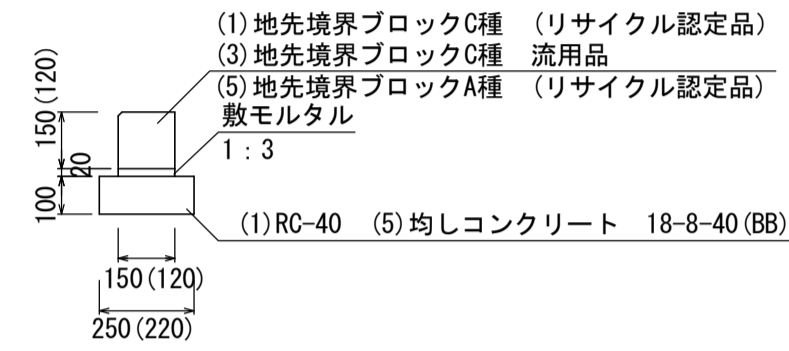 (1)地先境界ブロックC種 (リサイクル認定品)
(3)地先境界ブロックC種 流用品
(5)地先境界ブロックA種 (リサイクル認定品)
敷モルタル
1:3
150(120)
20
100
(1)RC-40 (5)均しコンクリート 18-8-40(BB)
150(120)
250(220)